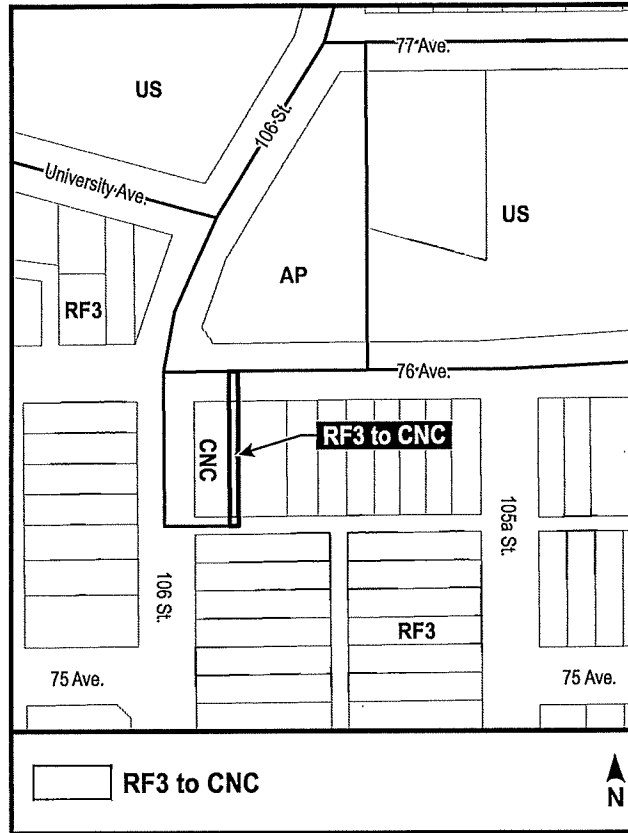 77 Ave.
US
106 St.
University Ave.
US
AP
RF3
76 Ave.
CNC
RF3 to CNC
105a St.
106 St.
RF3
75 Ave.
75 Ave.
RF3 to CNC
N